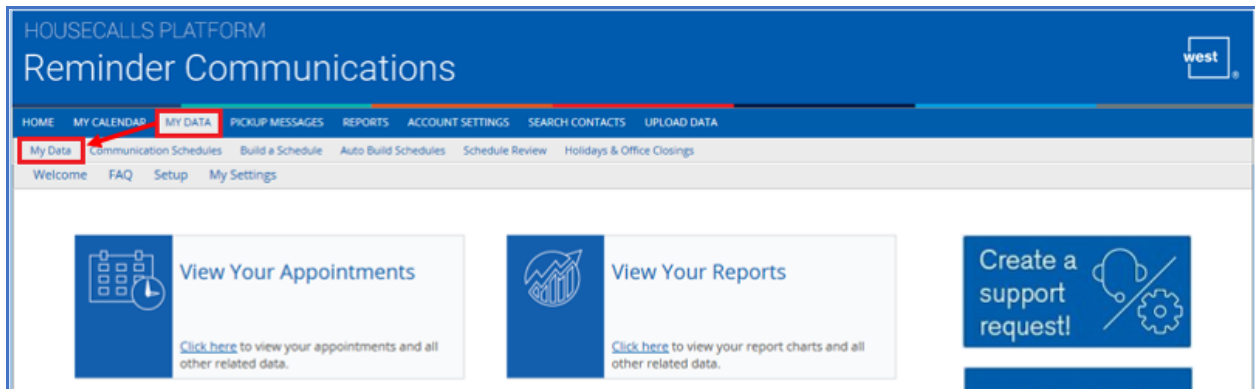 HOUSECALLS PLATFORM
Reminder Communications
west
HOME MY CALENDAR MY DATA PICKUP MESSAGES REPORTS ACCOUNT SETTINGS SEARCH CONTACTS UPLOAD DATA
My Data Communication Schedules Build a Schedule Auto Build Schedules Schedule Review Holidays & Office Closings
Welcome FAQ Setup My Settings
View Your Appointments
Click here to view your appointments and all
other related data.
View Your Reports
Click here to view your report charts and all
other related data.
Create a
support
request!